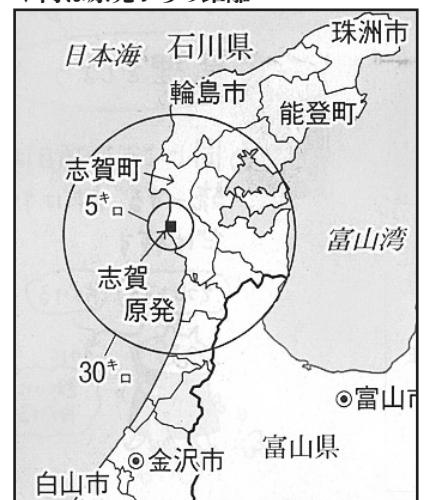 日本海
石川県
珠洲市
輪島市
能登町
志賀町
5㌔
富山湾
志賀
原発
30㌔
富山市
富山県
金沢市
白山市